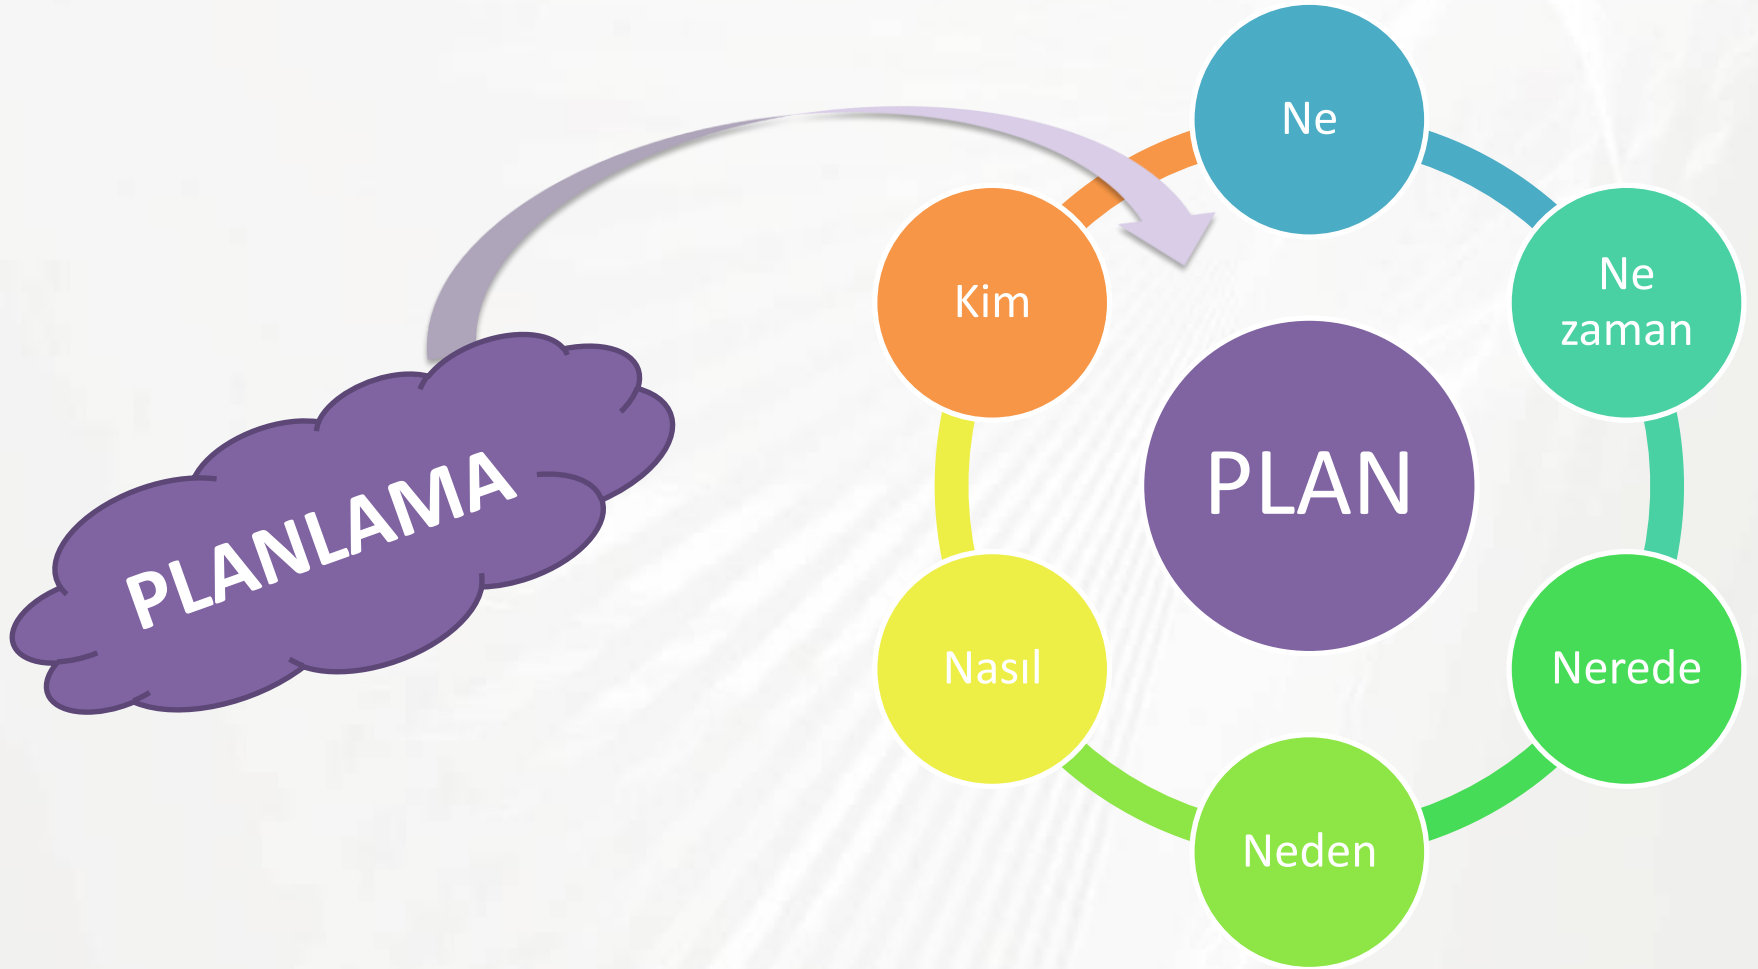 PLANLAMA
PLAN
Ne
Ne
zaman
Nerede
Neden
Nasıl
Kim